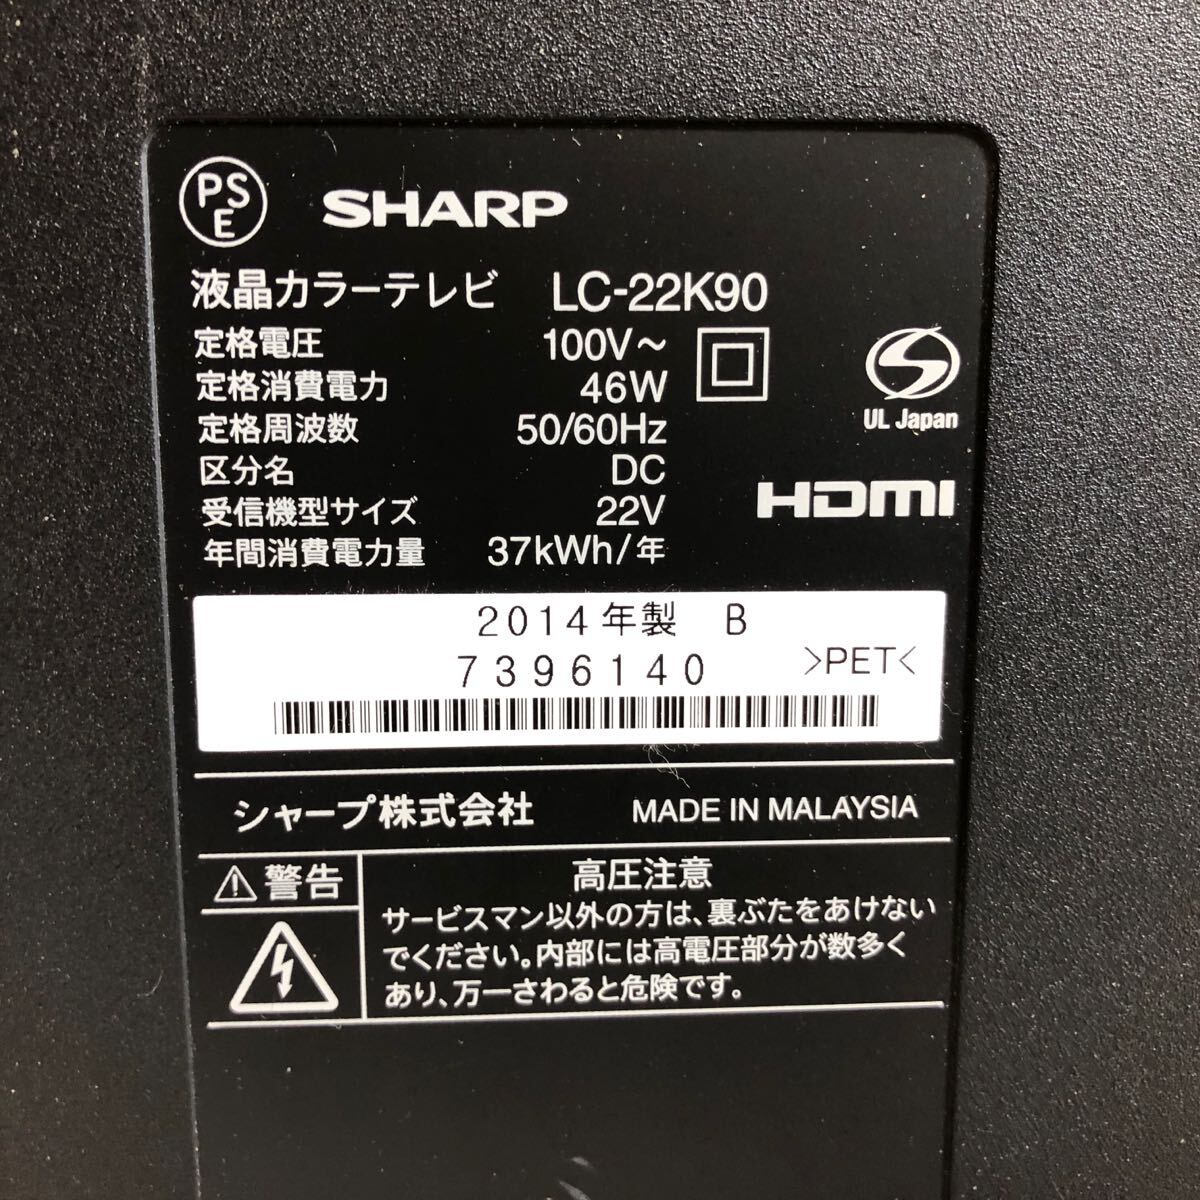 PS
E
SHARP
液晶カラーテレビ LC-22K90
定格電圧 100V～
定格消費電力 46W
定格周波数 50/60Hz
区分名 DC
受信機型サイズ 22V
年間消費電力量 37kWh/年
UL Japan
HDMI
2014年製 B
7396140 >PET<
シャープ株式会社 MADE IN MALAYSIA
警告
高圧注意
サービスマン以外の方は、裏ぶたをあけない
でください。内部には高電圧部分が数多く
あり、万一さわると危険です。